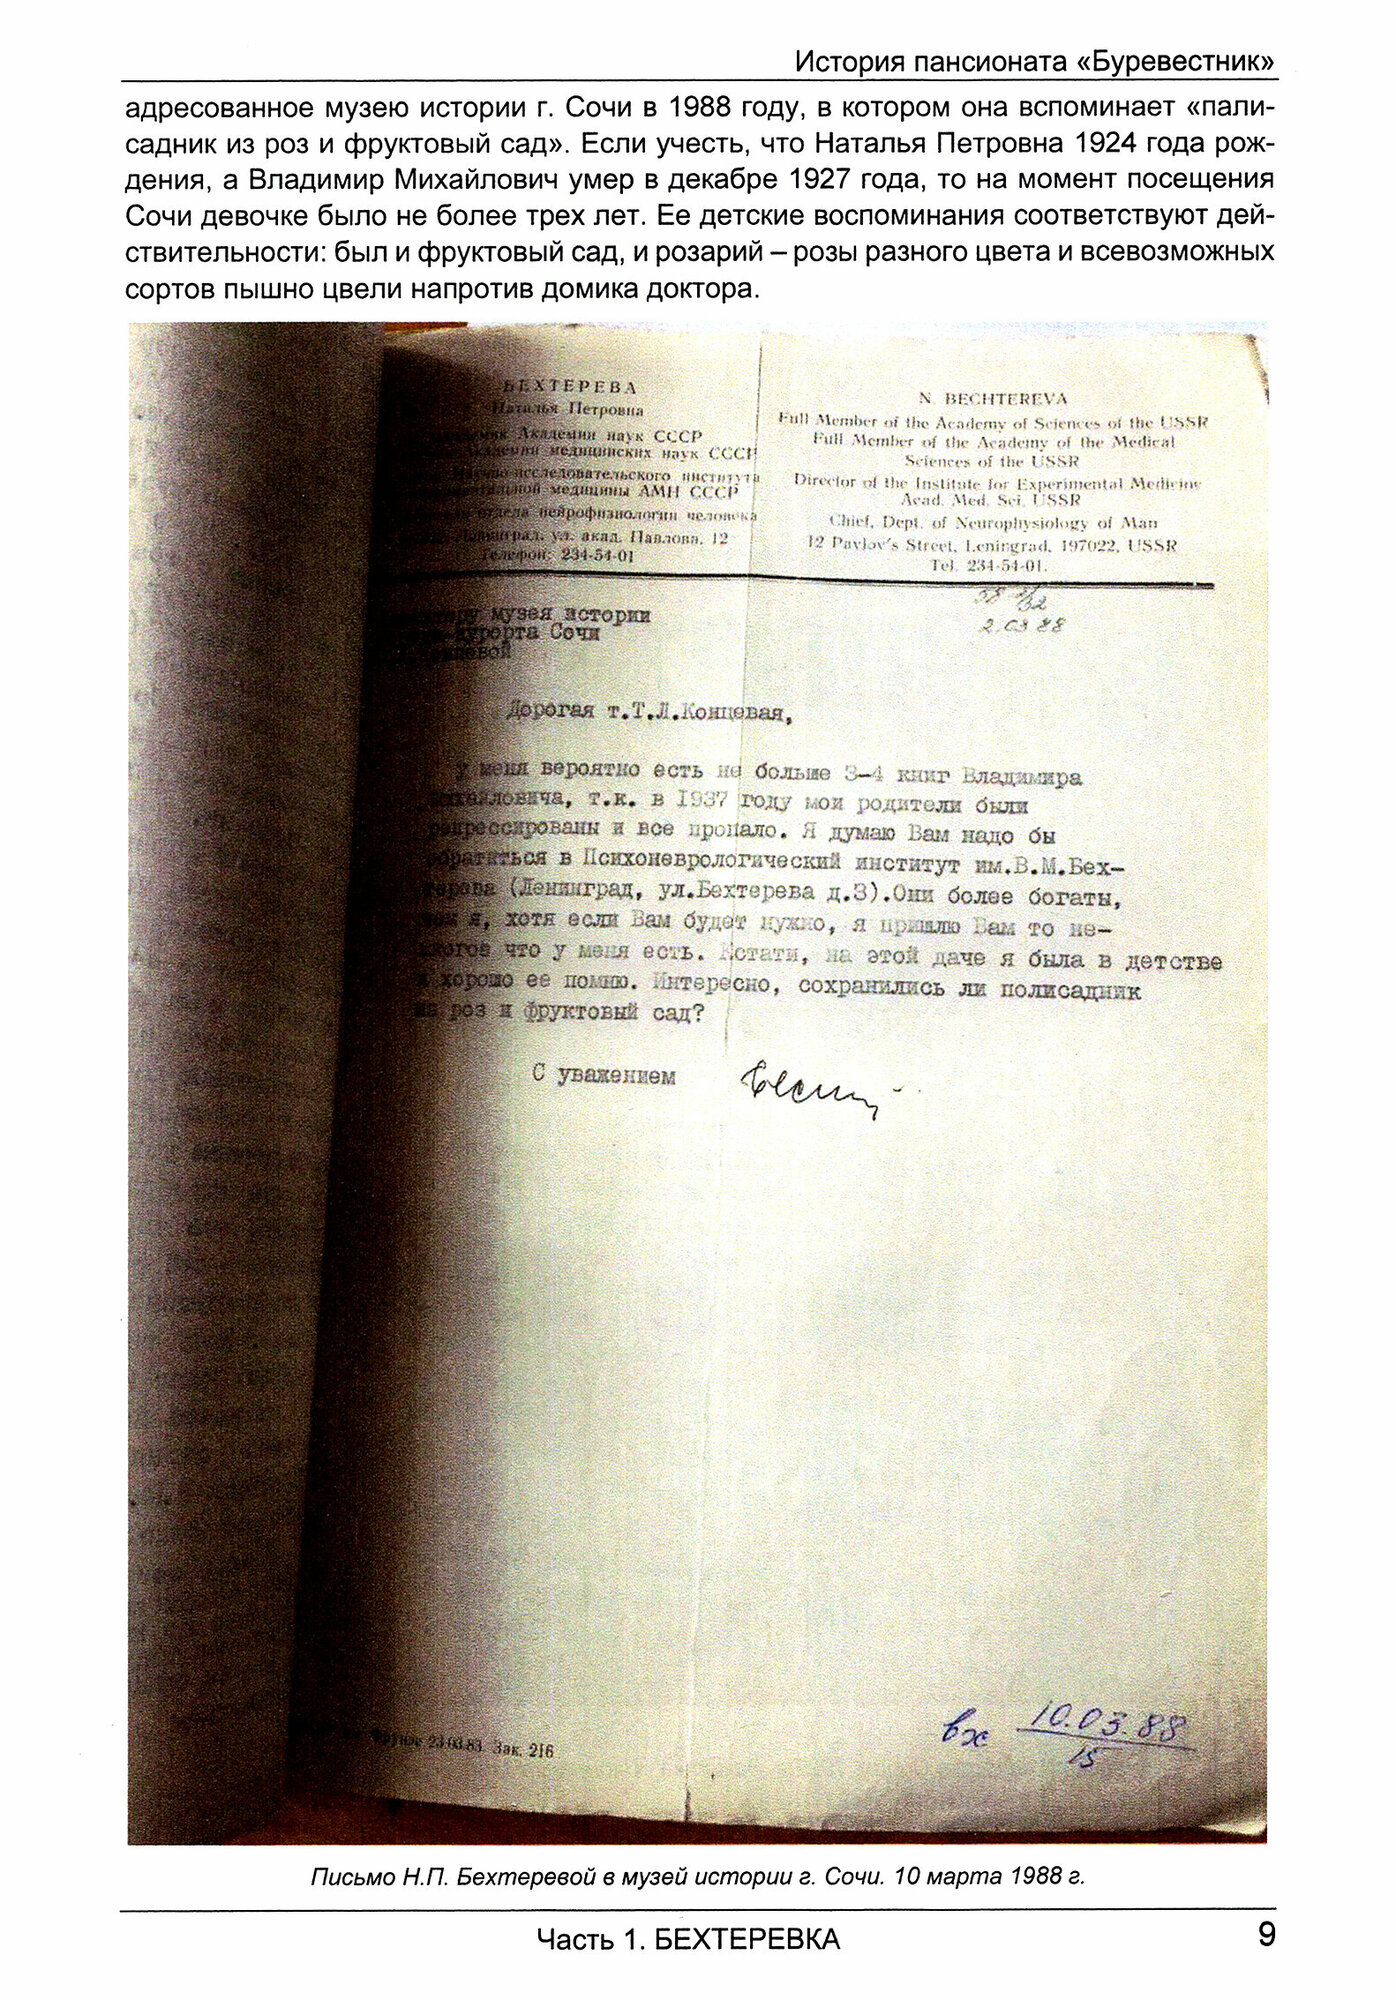 История пансионата «Буревестник»
адресованное музею истории г. Сочи в 1988 году, в котором она вспоминает «пали-
садник из роз и фруктовый сад». Если учесть, что Наталья Петровна 1924 года рож-
дения, а Владимир Михайлович умер в декабре 1927 года, то на момент посещения
Сочи девочке было не более трех лет. Ее детские воспоминания соответствуют дей-
ствительности: был и фруктовый сад, и розарий – розы разного цвета и всевозможных
сортов пышно цвели напротив домика доктора.
БЕХТЕРЕВА
Наталья Петровна
Академии наук СССР
Академии медицинских наук СССР
Научно-исследовательского института
медицины АМН СССР
отдела нейрофизиологии человека
Ленинград, ул. акад. Павлова, 12
Телефон: 234-54-01
N. BECHTEREVA
Full Member of the Academy of Sciences of the USSR
Full Member of the Academy of the Medical
Sciences of the USSR
Director of the Institute for Experimental Medicine
Acad. Med. Sci. USSR
Chief, Dept. of Neurophysiology of Man
12 Pavlov's Street, Leningrad, 197022, USSR
Tel. 234-54-01.
2.03 88
музея истории
курорта Сочи
Дорогая т.Т.Л.Концевая,
у меня вероятно есть не больше 3-4 книг Владимира
Михайловича, т.к. в 1937 году мои родители были
репрессированы и все пропало. Я думаю Вам надо бы
обратиться в Психоневрологический институт им.В.М.Бех-
терева (Ленинград, ул.Бехтерева д.3).Они более богаты,
чем я, хотя если Вам будет нужно, я пришлю Вам то не-
многое что у меня есть. Кстати, на этой даче я была в детстве
и хорошо ее помню. Интересно, сохранились ли полисадник
из роз и фруктовый сад?
С уважением
23.03.83. Зак. 216
вх 10.03.88
15
Письмо Н.П. Бехтеревой в музей истории г. Сочи. 10 марта 1988 г.
Часть 1. БЕХТЕРЕВКА
9